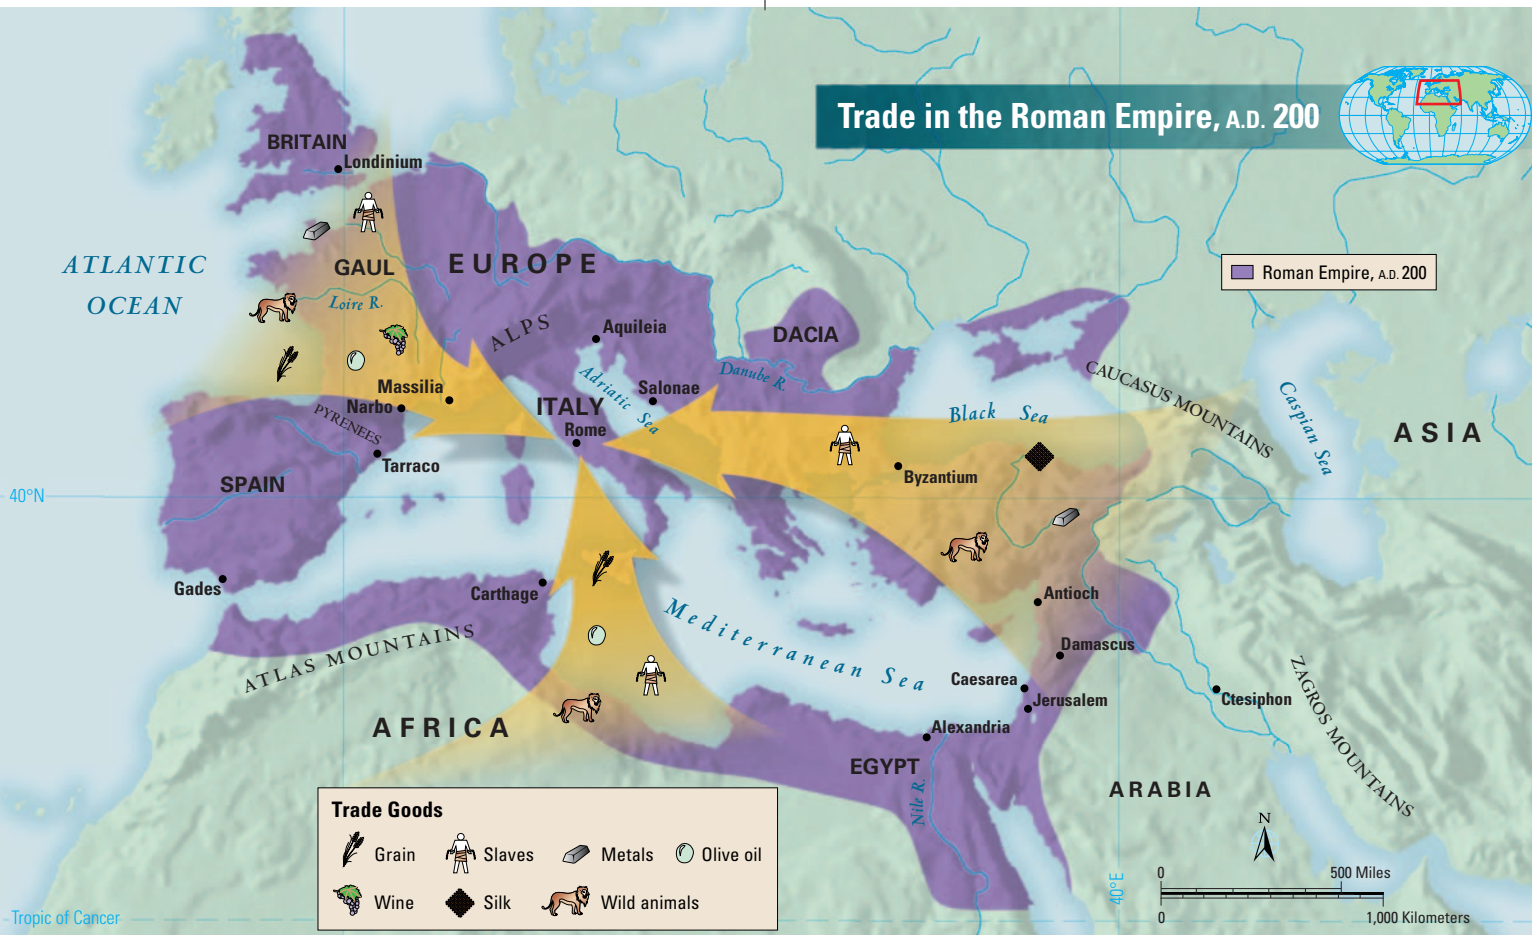 Trade in the Roman Empire, A.D. 200
BRITAIN
Londinium
ATLANTIC
OCEAN
GAUL
EUROPE
Loire R.
Roman Empire, A.D. 200
ALPS
Aquileia
DACIA
Danube R.
CAUCASUS MOUNTAINS
Caspian Sea
ASIA
Massilia
Narbo
PYRENEES
Tarraco
Adriatic Sea
Salonae
ITALY
Rome
Black Sea
Byzantium
SPAIN
40°N
Gades
Carthage
Antioch
ATLAS MOUNTAINS
Mediterranean Sea
Damascus
Caesarea
Jerusalem
Ctesiphon
ZAGROS MOUNTAINS
AFRICA
Alexandria
EGYPT
Nile R.
ARABIA
Trade Goods
Grain
Slaves
Metals
Olive oil
Wine
Silk
Wild animals
N
40°E
0 500 Miles
0 1,000 Kilometers
Tropic of Cancer